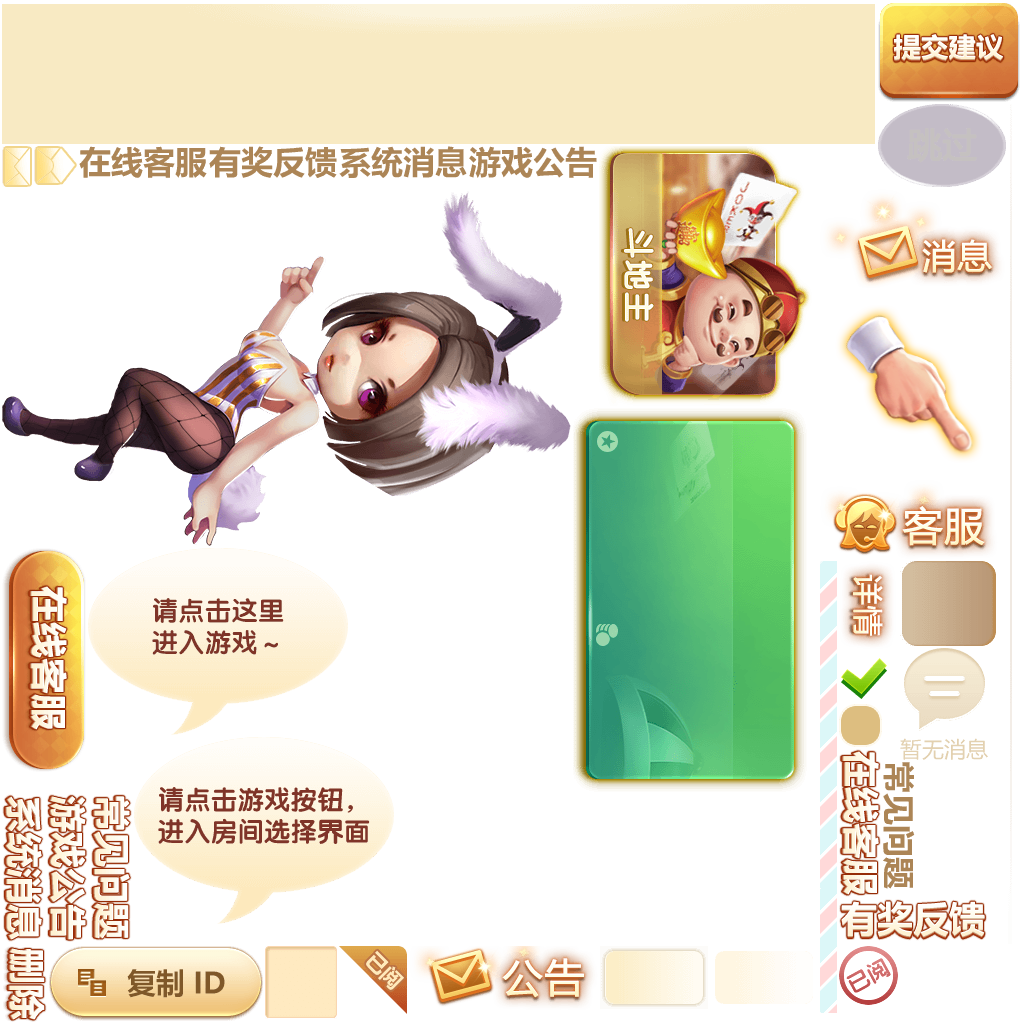 提交建议
跳过
在线客服有奖反馈系统消息游戏公告
JOKER
斗地主
消息
客服
详情
在线客服
请点击这里
进入游戏~
暂无消息
请点击游戏按钮，
进入房间选择界面
常见问题
游戏公告
系统消息
常见问题
在线客服
有奖反馈
删除
复制 ID
已阅
公告
已阅